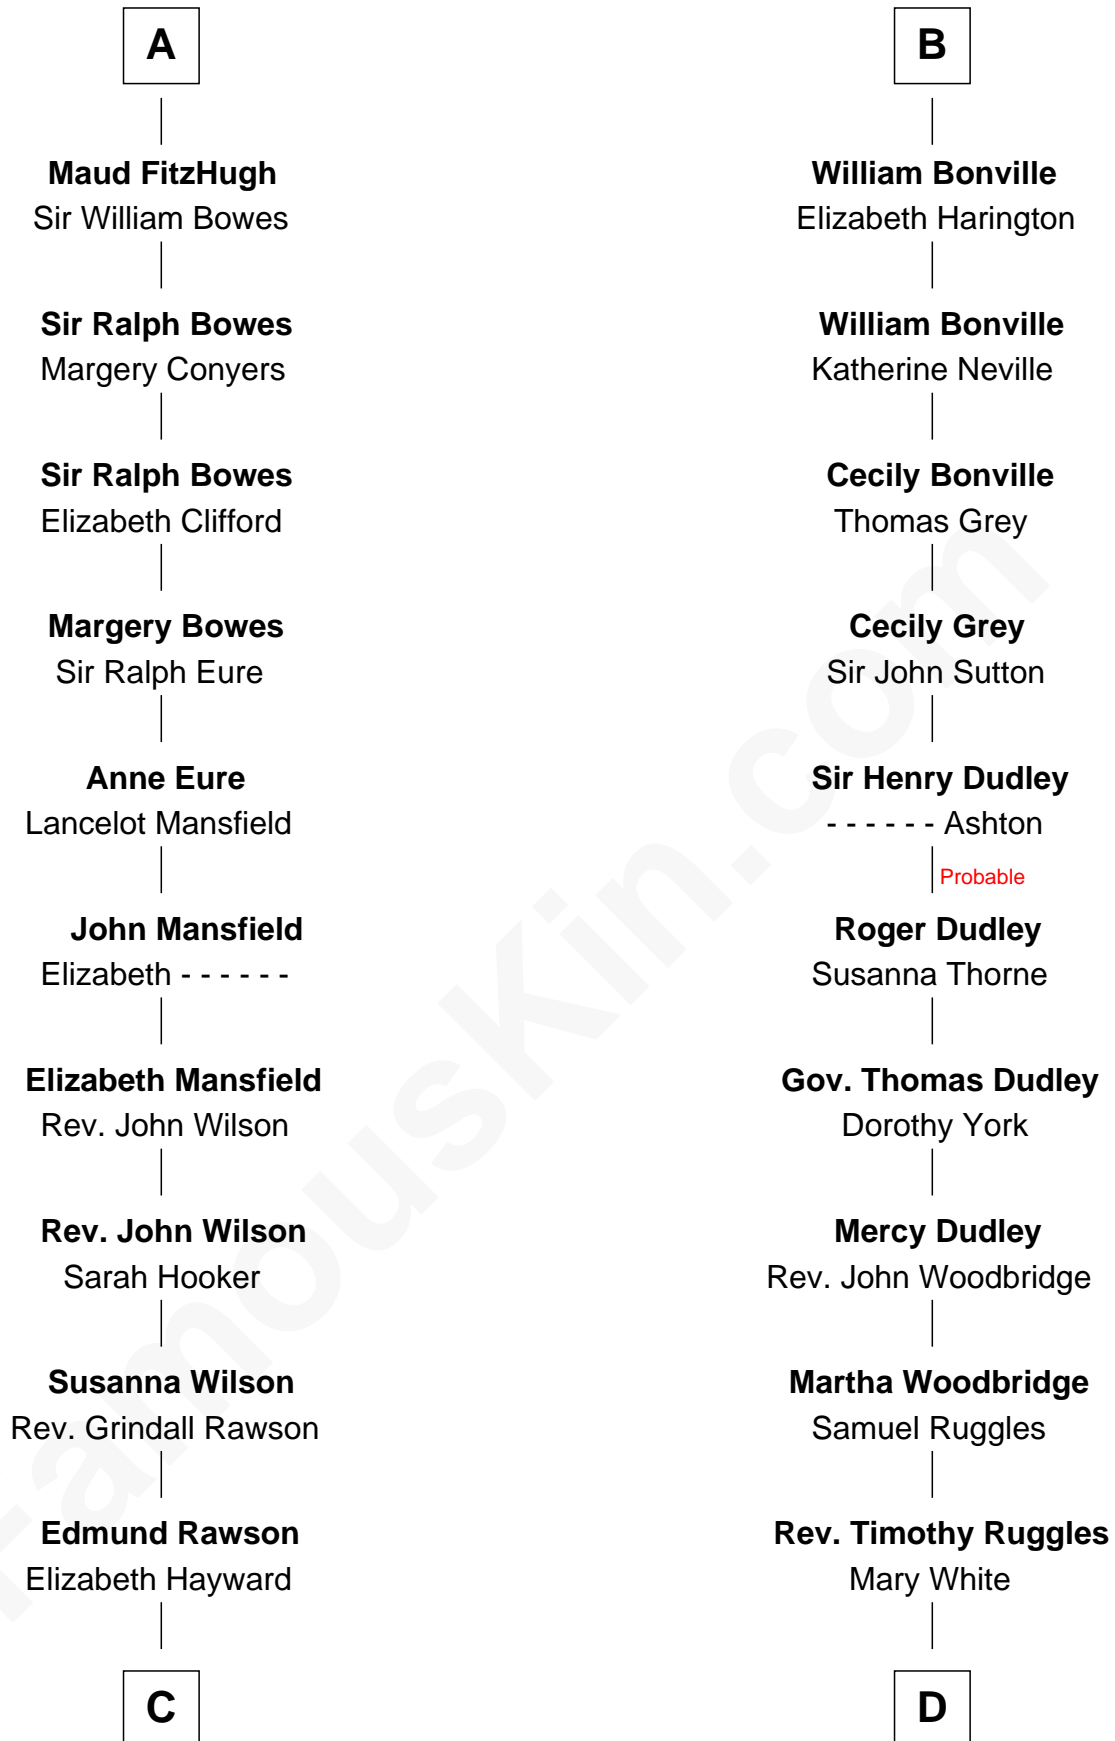 A
Maud FitzHugh
Sir William Bowes
Sir Ralph Bowes
Margery Conyers
Sir Ralph Bowes
Elizabeth Clifford
Margery Bowes
Sir Ralph Eure
Anne Eure
Lancelot Mansfield
John Mansfield
Elizabeth - - - - - -
Elizabeth Mansfield
Rev. John Wilson
Rev. John Wilson
Sarah Hooker
Susanna Wilson
Rev. Grindall Rawson
Edmund Rawson
Elizabeth Hayward
C
B
William Bonville
Elizabeth Harington
William Bonville
Katherine Neville
Cecily Bonville
Thomas Grey
Cecily Grey
Sir John Sutton
Sir Henry Dudley
- - - - - - Ashton
Probable
Roger Dudley
Susanna Thorne
Gov. Thomas Dudley
Dorothy York
Mercy Dudley
Rev. John Woodbridge
Martha Woodbridge
Samuel Ruggles
Rev. Timothy Ruggles
Mary White
D
FamousKin.com